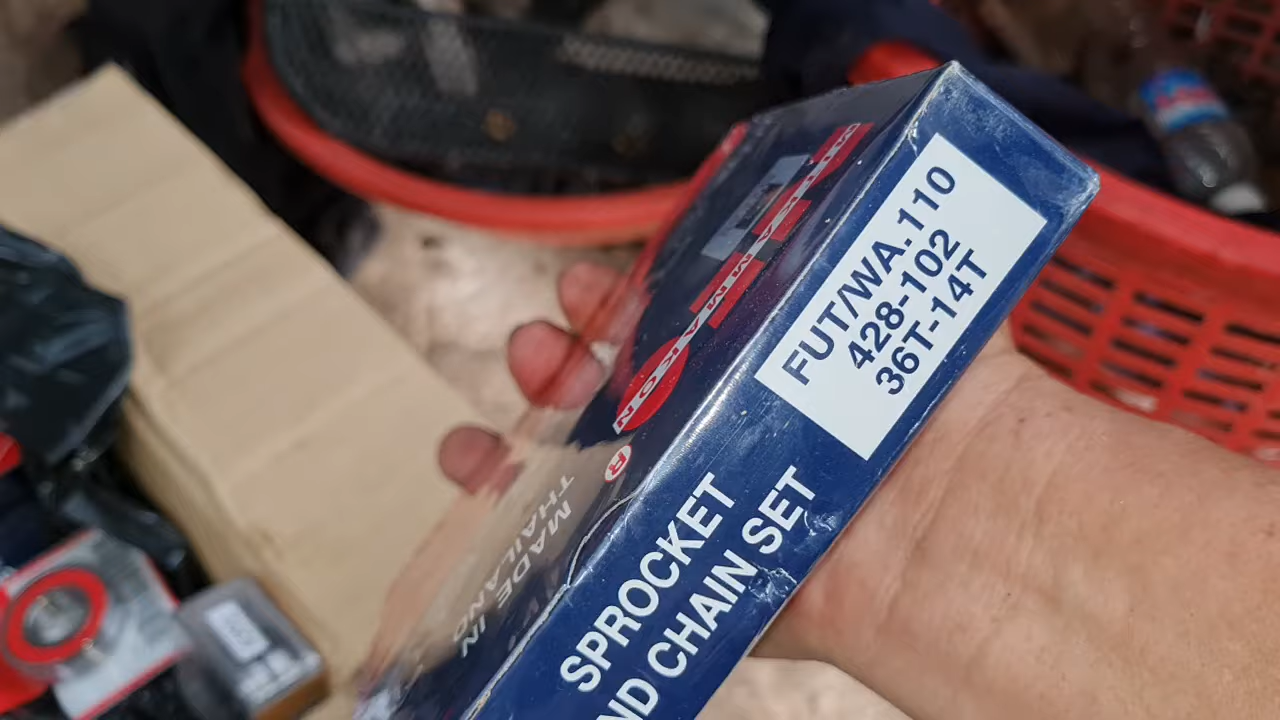 FUT/WA.110
428-102
36T-14T
SPROCKET
ND CHAIN SET
®
MADE IN
THAILAND